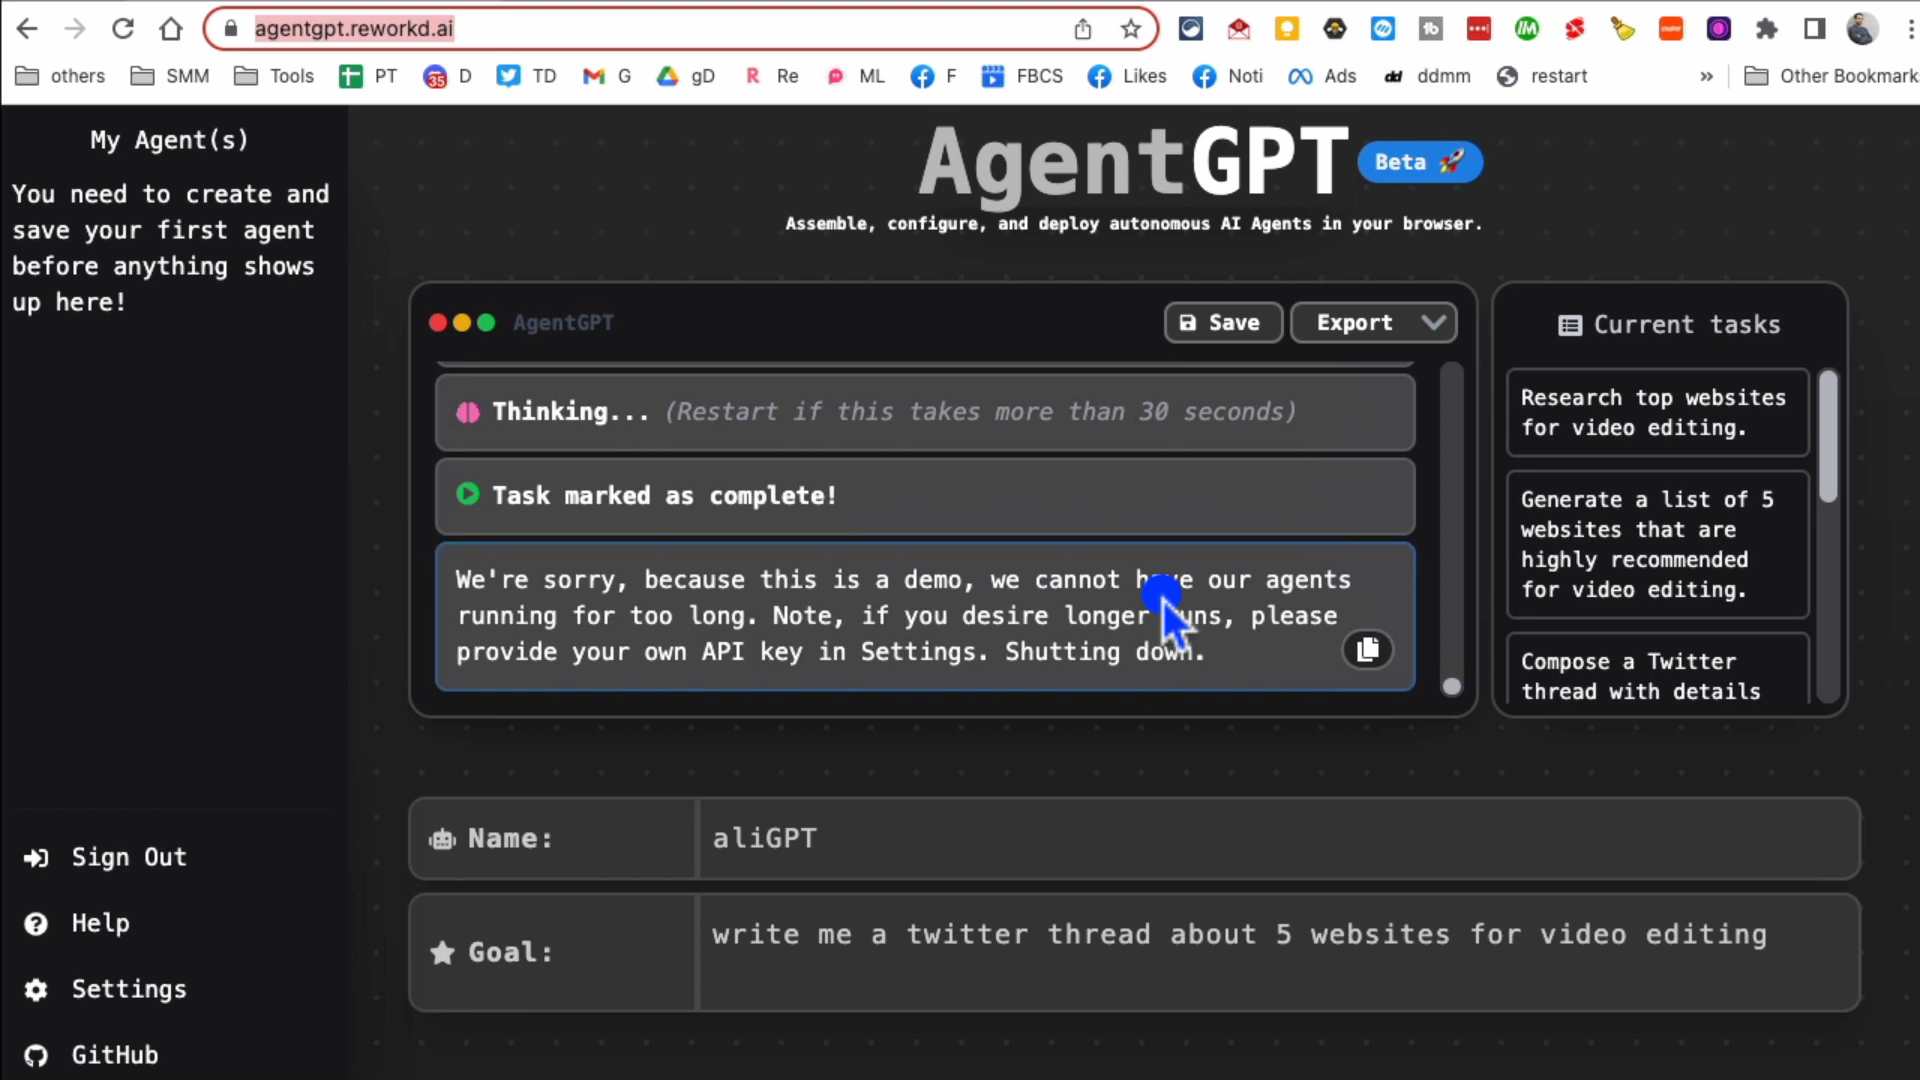 agentgpt.reworkd.ai
others SMM Tools PT 35 D TD G gD Re ML F FBCS Likes Noti Ads dd ddmm restart » Other Bookmark
My Agent(s)
You need to create and
save your first agent
before anything shows
up here!
AgentGPT Beta
Assemble, configure, and deploy autonomous AI Agents in your browser.
AgentGPT Save Export
Thinking... (Restart if this takes more than 30 seconds)
Task marked as complete!
We're sorry, because this is a demo, we cannot have our agents
running for too long. Note, if you desire longer runs, please
provide your own API key in Settings. Shutting down.
Current tasks
Research top websites
for video editing.
Generate a list of 5
websites that are
highly recommended
for video editing.
Compose a Twitter
thread with details
Name: aliGPT
Goal: write me a twitter thread about 5 websites for video editing
Sign Out
Help
Settings
GitHub